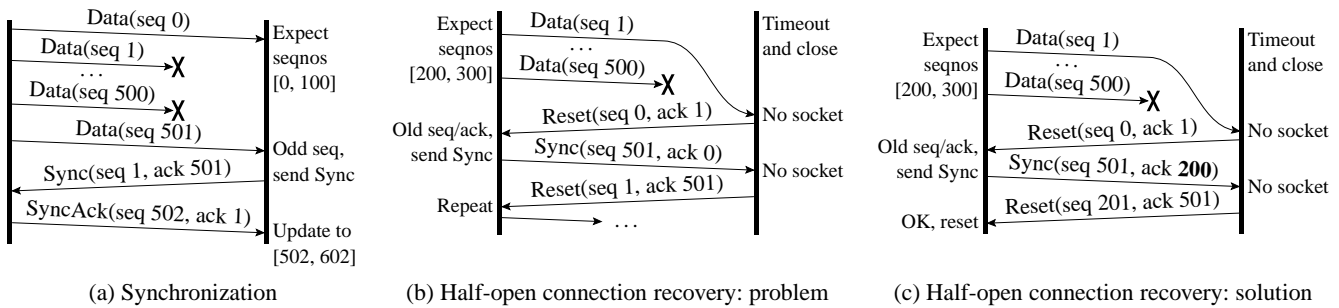 Data(seq 0)
Data(seq 1)
. . .
Data(seq 500)
Data(seq 501)
Sync(seq 1, ack 501)
SyncAck(seq 502, ack 1)
Expect
seqnos
[0, 100]
Odd seq,
send Sync
Update to
[502, 602]
(a) Synchronization
Expect
seqnos
[200, 300]
Old seq/ack,
send Sync
Repeat
Data(seq 1)
. . .
Data(seq 500)
Reset(seq 0, ack 1)
Sync(seq 501, ack 0)
Reset(seq 1, ack 501)
. . .
Timeout
and close
No socket
No socket
(b) Half-open connection recovery: problem
Expect
seqnos
[200, 300]
Old seq/ack,
send Sync
OK, reset
Data(seq 1)
. . .
Data(seq 500)
Reset(seq 0, ack 1)
Sync(seq 501, ack 200)
Reset(seq 201, ack 501)
Timeout
and close
No socket
No socket
(c) Half-open connection recovery: solution